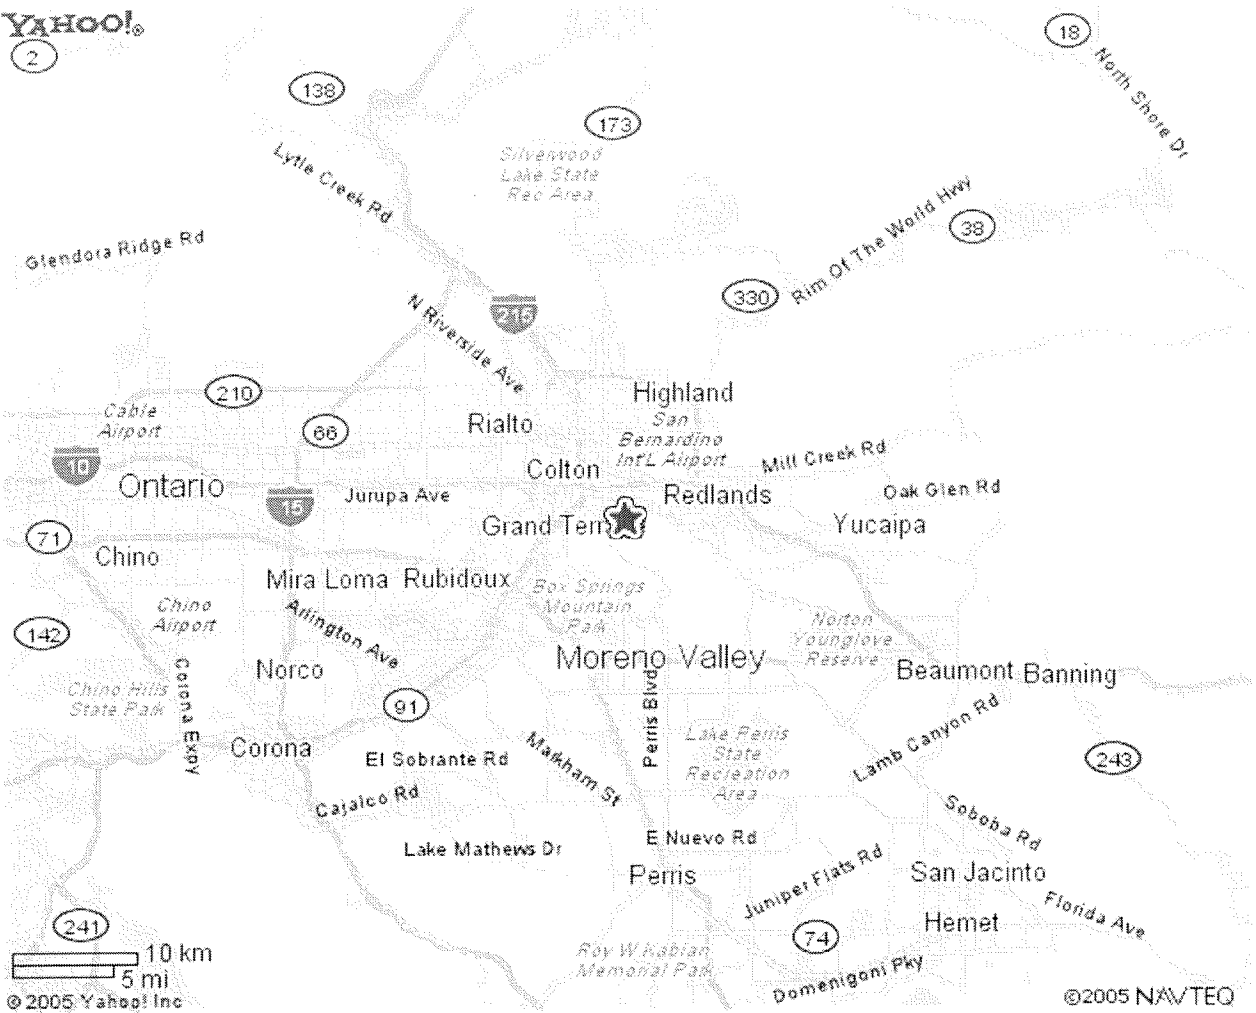 YAHOO!®
2
18
North Shore Dr
138
173
Lytle Creek Rd
Silverwood
Lake State
Rec Area
Rim Of The World Hwy
38
Glendora Ridge Rd
330
215
N Riverside Ave
210
Highland
Cable
Airport
66
Rialto
San
Bernardino
Int'L Airport
10
Colton
Mill Creek Rd
Ontario
Jurupa Ave
Redlands
Oak Glen Rd
15
Grand Terr
Yucaipa
71
Chino
Mira Loma
Rubidoux
Box Springs
Mountain
Park
Chino
Airport
Arlington Ave
Norton
Younglove
Reserve
142
Moreno Valley
Norco
Beaumont
Banning
Chino Hills
State Park
Corona Expy
91
Perris Blvd
Lamb Canyon Rd
Corona
El Sobrante Rd
Markham St
Lake Perris
State
Recreation
Area
243
Cajalco Rd
Soboba Rd
Lake Mathews Dr
E Nuevo Rd
Perris
Juniper Flats Rd
San Jacinto
Florida Ave
241
74
Hemet
10 km
5 mi
Roy W Kabian
Memorial Park
Domenigoni Pky
© 2005 Yahoo! Inc
©2005 NAVTEQ